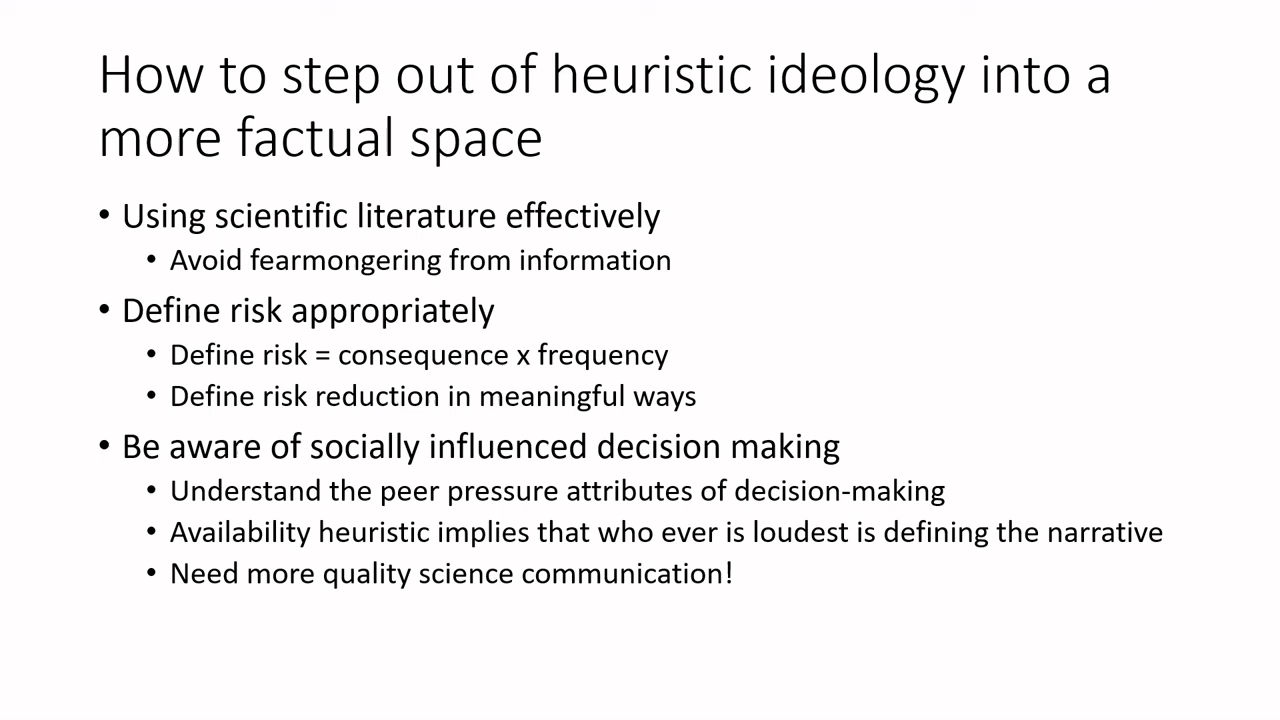 How to step out of heuristic ideology into a
more factual space
• Using scientific literature effectively
• Avoid fearmongering from information
• Define risk appropriately
• Define risk = consequence x frequency
• Define risk reduction in meaningful ways
• Be aware of socially influenced decision making
• Understand the peer pressure attributes of decision-making
• Availability heuristic implies that who ever is loudest is defining the narrative
• Need more quality science communication!